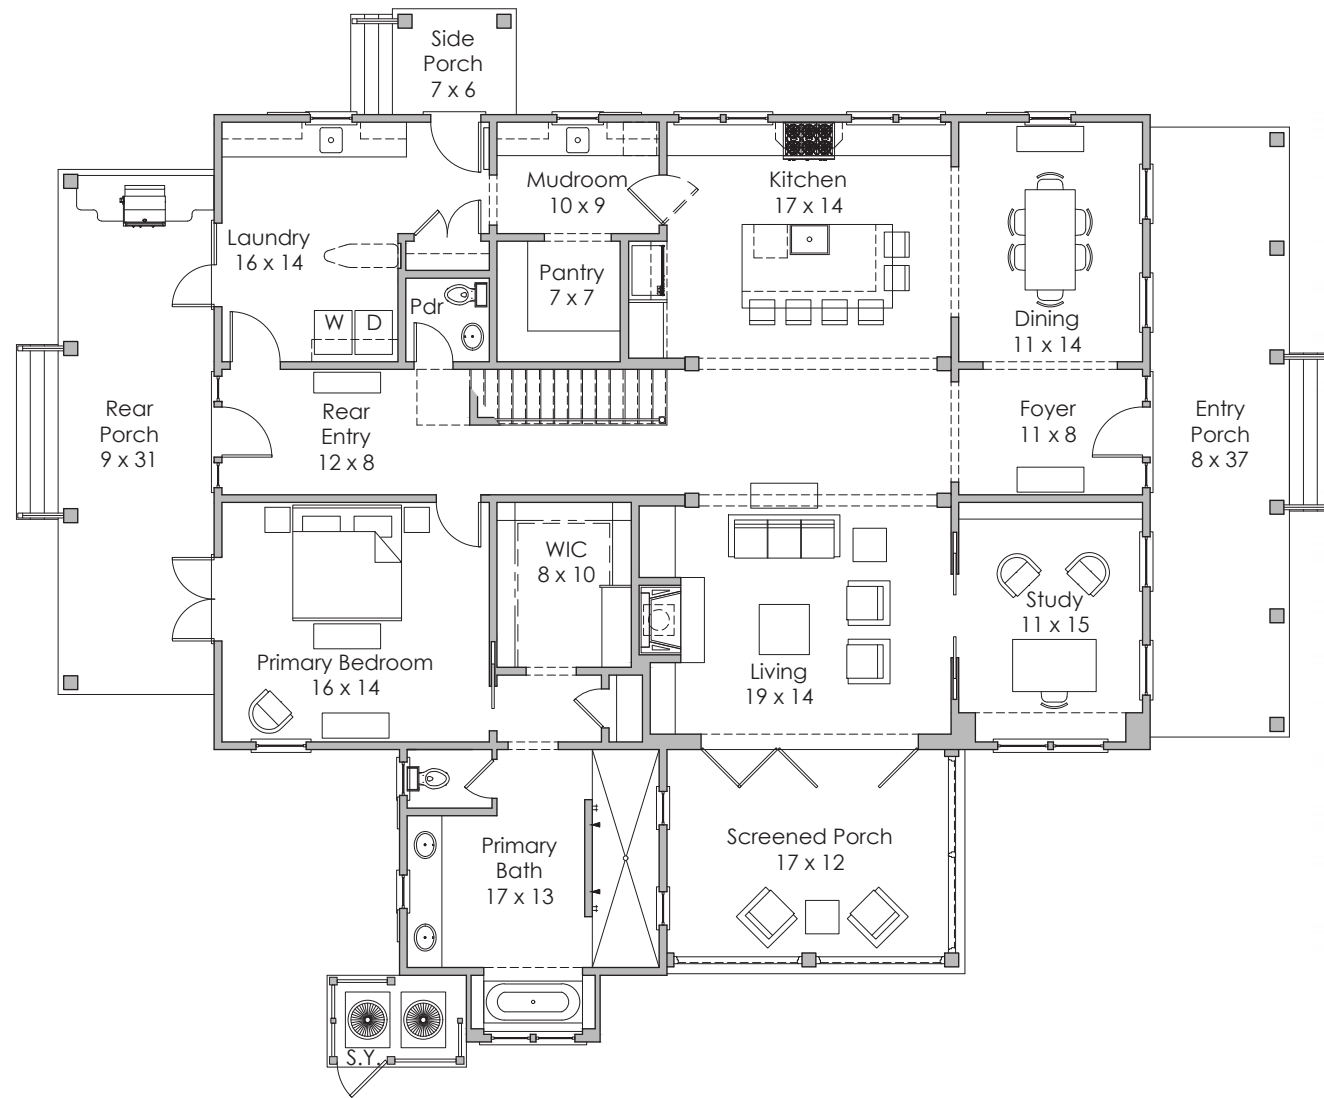 Side
Porch
7 x 6
Mudroom
10 x 9
Kitchen
17 x 14
Laundry
16 x 14
Pantry
7 x 7
Pdr
W
D
Dining
11 x 14
Rear
Porch
9 x 31
Rear
Entry
12 x 8
Foyer
11 x 8
Entry
Porch
8 x 37
WIC
8 x 10
Study
11 x 15
Primary Bedroom
16 x 14
Living
19 x 14
Primary
Bath
17 x 13
Screened Porch
17 x 12
S.Y.